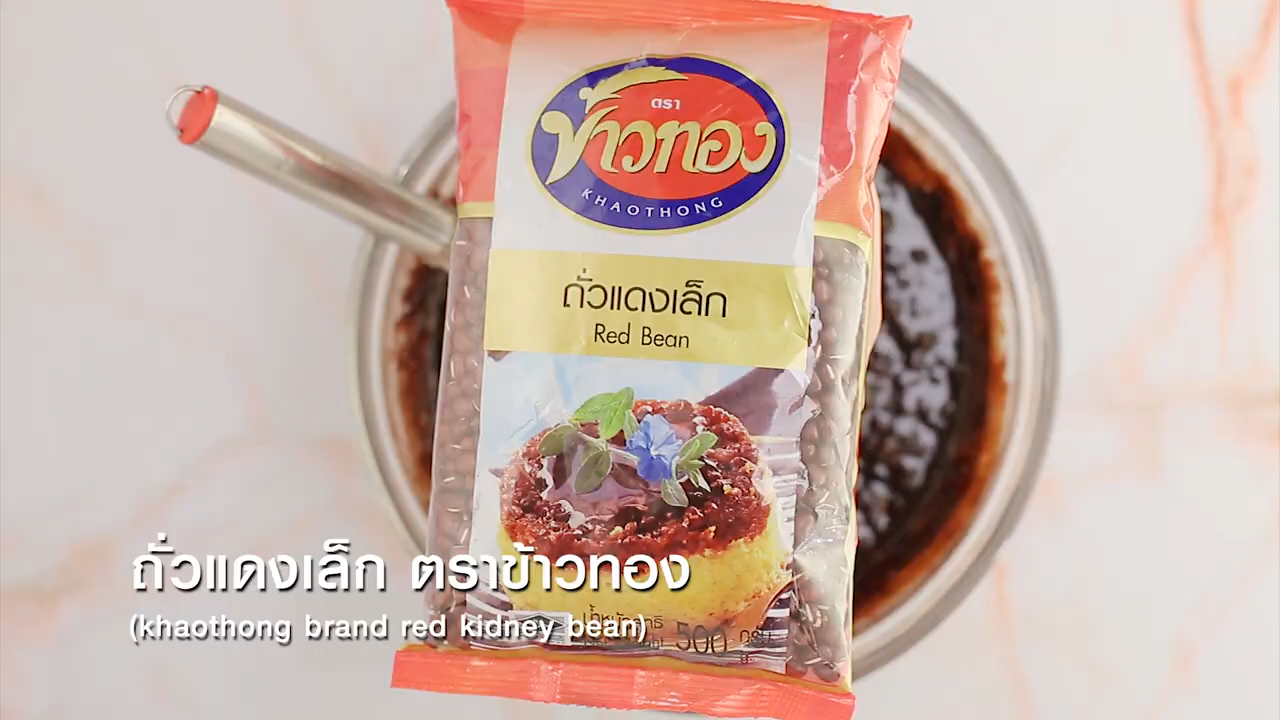 ตรา
ข้าวทอง
KHAOTHONG
ถั่วแดงเล็ก
Red Bean
ถั่วแดงเล็ก ตราข้าวทอง
(khaothong brand red kidney bean)
500